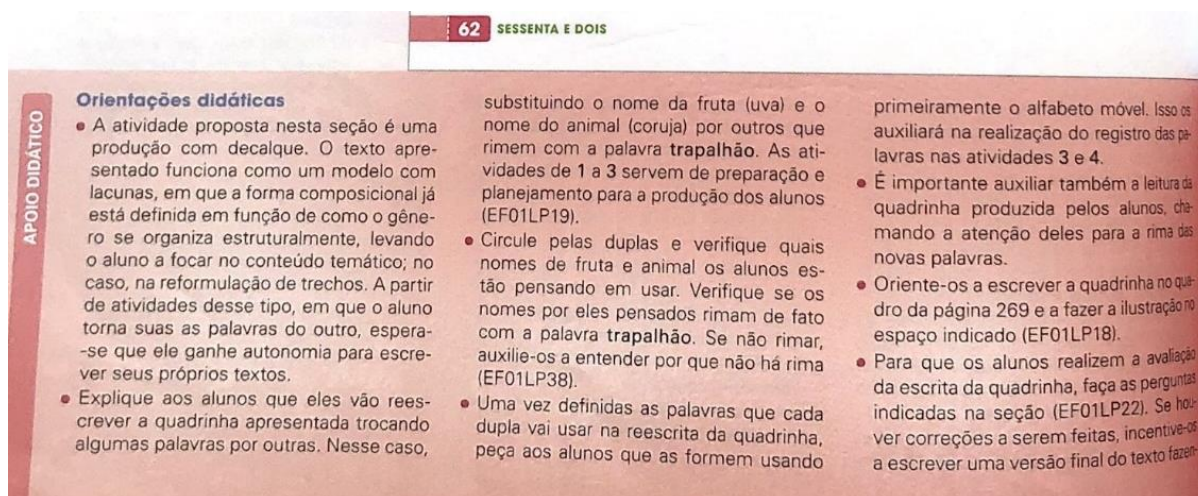 62 SESSENTA E DOIS
APOIO DIDÁTICO
Orientações didáticas
• A atividade proposta nesta seção é uma
produção com decalque. O texto apre-
sentado funciona como um modelo com
lacunas, em que a forma composicional já
está definida em função de como o gêne-
ro se organiza estruturalmente, levando
o aluno a focar no conteúdo temático; no
caso, na reformulação de trechos. A partir
de atividades desse tipo, em que o aluno
torna suas as palavras do outro, espera-
-se que ele ganhe autonomia para escre-
ver seus próprios textos.
• Explique aos alunos que eles vão rees-
crever a quadrinha apresentada trocando
algumas palavras por outras. Nesse caso,
substituindo o nome da fruta (uva) e o
nome do animal (coruja) por outros que
rimem com a palavra trapalhão. As ati-
vidades de 1 a 3 servem de preparação e
planejamento para a produção dos alunos
(EF01LP19).
• Circule pelas duplas e verifique quais
nomes de fruta e animal os alunos es-
tão pensando em usar. Verifique se os
nomes por eles pensados rimam de fato
com a palavra trapalhão. Se não rimar,
auxilie-os a entender por que não há rima
(EF01LP38).
• Uma vez definidas as palavras que cada
dupla vai usar na reescrita da quadrinha,
peça aos alunos que as formem usando
primeiramente o alfabeto móvel. Isso os
auxiliará na realização do registro das pa-
lavras nas atividades 3 e 4.
• É importante auxiliar também a leitura da
quadrinha produzida pelos alunos, cha-
mando a atenção deles para a rima das
novas palavras.
• Oriente-os a escrever a quadrinha no qua-
dro da página 269 e a fazer a ilustração no
espaço indicado (EF01LP18).
• Para que os alunos realizem a avaliação
da escrita da quadrinha, faça as perguntas
indicadas na seção (EF01LP22). Se hou-
ver correções a serem feitas, incentive-os
a escrever uma versão final do texto fazen-